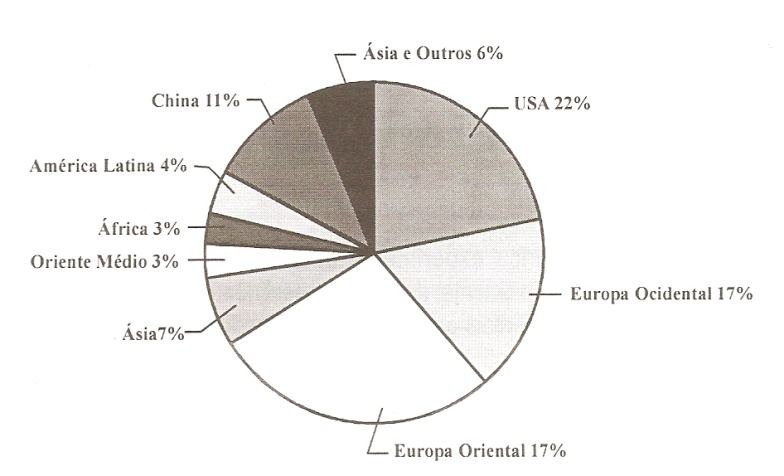 Ásia e Outros 6%
China 11%
USA 22%
América Latina 4%
África 3%
Oriente Médio 3%
Europa Ocidental 17%
Ásia7%
Europa Oriental 17%